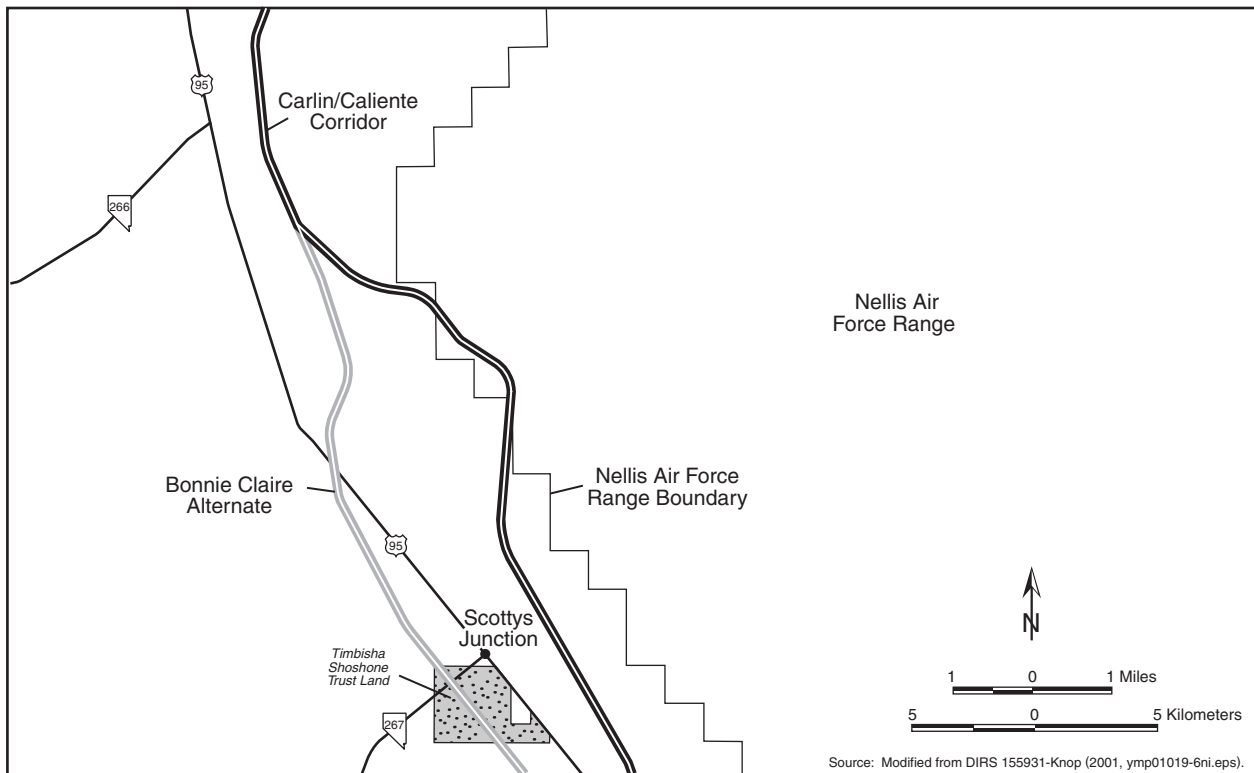 95
Carlin/Caliente
Corridor
266
Nellis Air
Force Range
Bonnie Claire
Alternate
Nellis Air Force
Range Boundary
95
Scottys
Junction
Timbisha
Shoshone
Trust Land
267
N
1 0 1 Miles
5 0 5 Kilometers
Source: Modified from DIRS 155931-Knop (2001, ymp01019-6ni.eps).